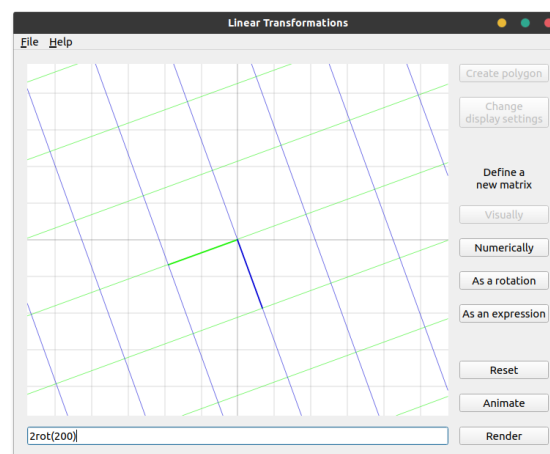 Linear Transformations
File Help
Create polygon
Change
display settings
Define a
new matrix
Visually
Numerically
As a rotation
As an expression
Reset
Animate
2rot(200)
Render